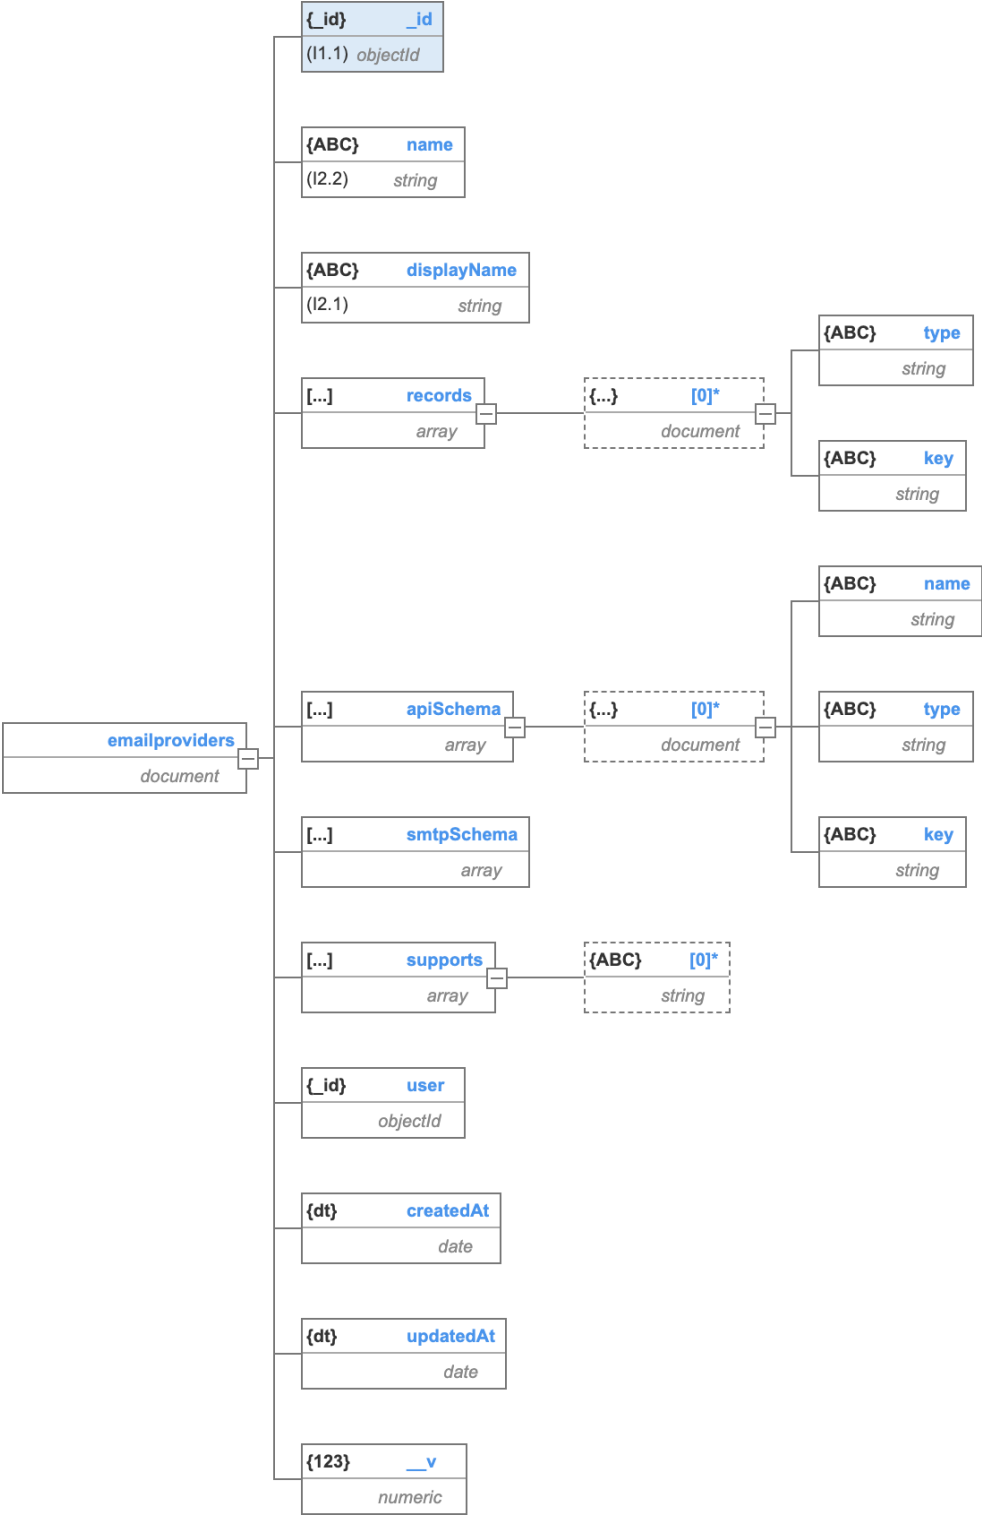 {_id} _id
(I1.1) objectId
{ABC} name
(I2.2) string
{ABC} displayName
(I2.1) string
[...] records
array
{...} [0]*
document
{ABC} type
string
{ABC} key
string
emailproviders
document
[...] apiSchema
array
{...} [0]*
document
{ABC} name
string
{ABC} type
string
{ABC} key
string
[...] smtpSchema
array
[...] supports
array
{ABC} [0]*
string
{_id} user
objectId
{dt} createdAt
date
{dt} updatedAt
date
{123} __v
numeric